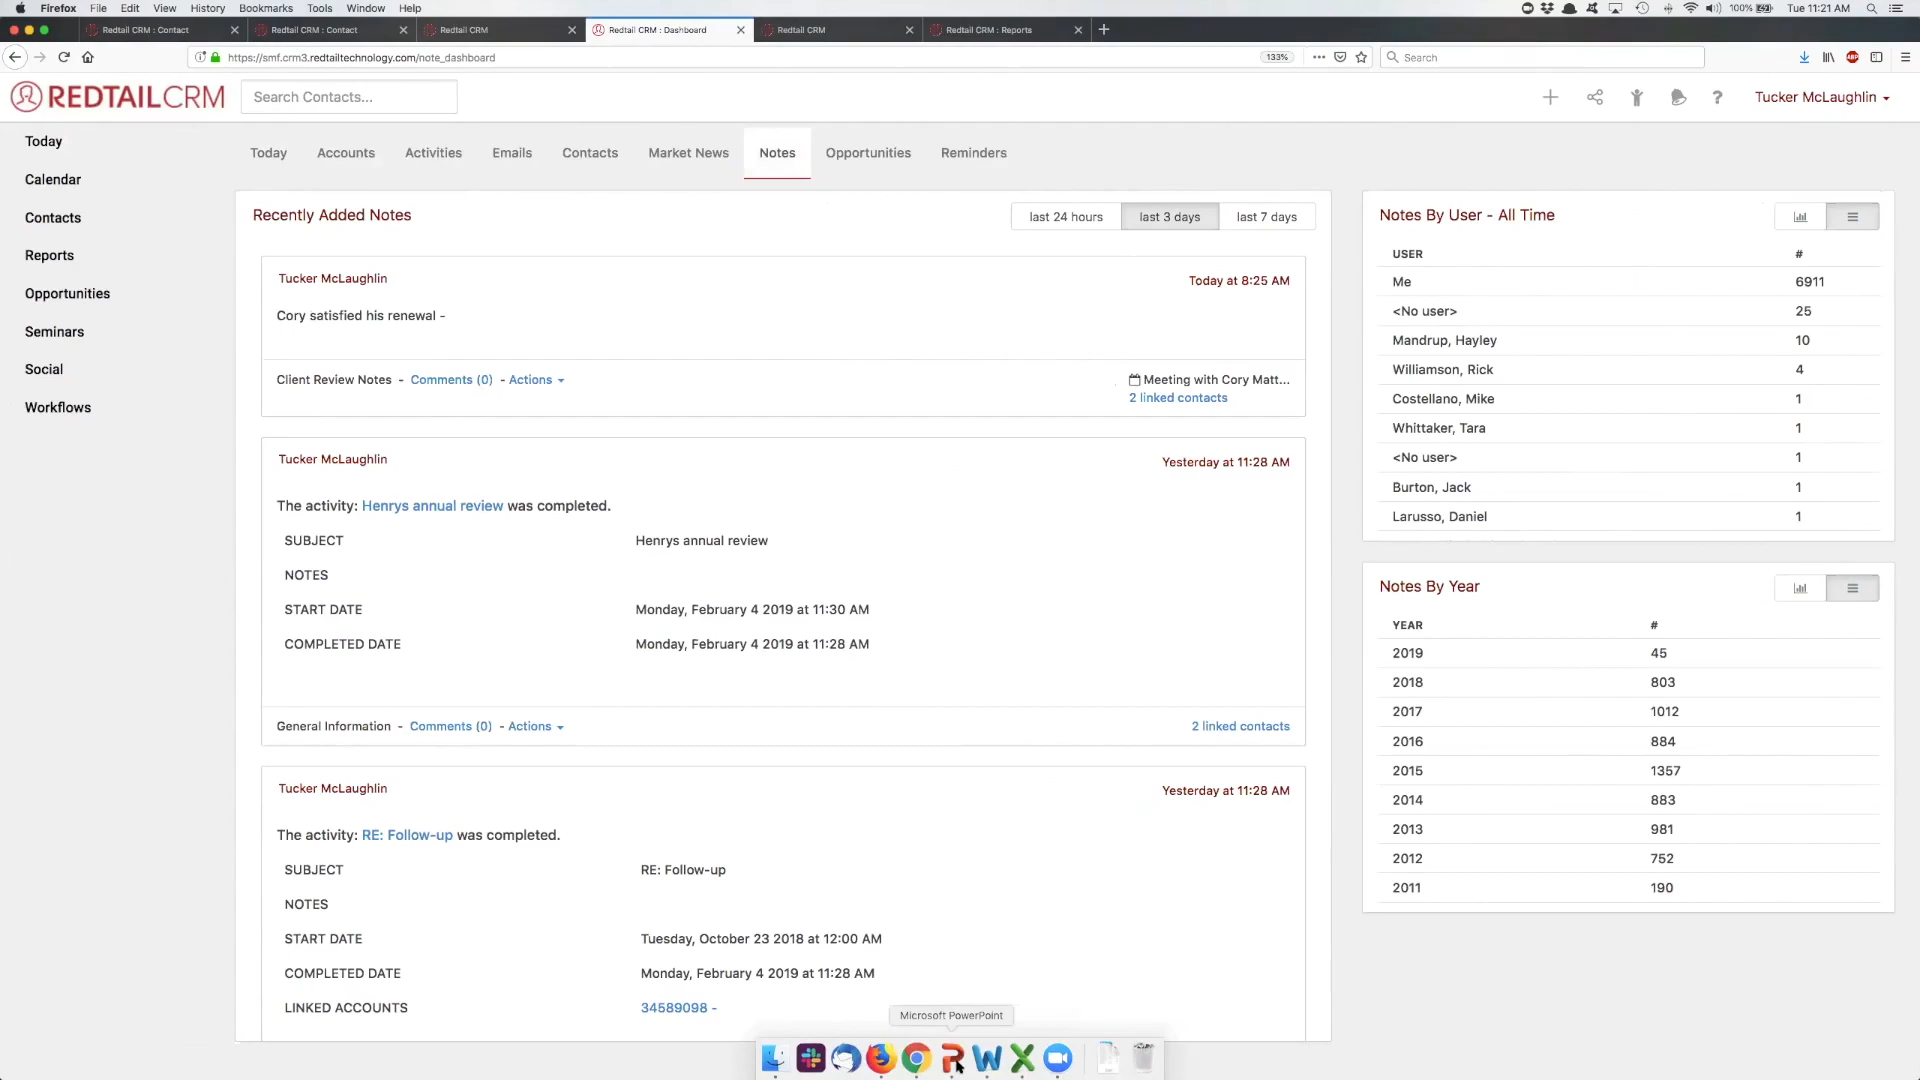 Firefox File Edit View History Bookmarks Tools Window Help 100% Tue 11:21 AM
Redtail CRM : Contact Redtail CRM : Contact Redtail CRM Redtail CRM : Dashboard Redtail CRM Redtail CRM : Reports
https://smf.crm3.redtailtechnology.com/note_dashboard 133% Search
REDTAILCRM Search Contacts... Tucker McLaughlin
Today
Calendar
Contacts
Reports
Opportunities
Seminars
Social
Workflows
Today Accounts Activities Emails Contacts Market News Notes Opportunities Reminders
Recently Added Notes last 24 hours last 3 days last 7 days
Tucker McLaughlin Today at 8:25 AM
Cory satisfied his renewal -
Client Review Notes - Comments (0) - Actions Meeting with Cory Matt...
2 linked contacts
Tucker McLaughlin Yesterday at 11:28 AM
The activity: Henrys annual review was completed.
SUBJECT Henrys annual review
NOTES
START DATE Monday, February 4 2019 at 11:30 AM
COMPLETED DATE Monday, February 4 2019 at 11:28 AM
General Information - Comments (0) - Actions 2 linked contacts
Tucker McLaughlin Yesterday at 11:28 AM
The activity: RE: Follow-up was completed.
SUBJECT RE: Follow-up
NOTES
START DATE Tuesday, October 23 2018 at 12:00 AM
COMPLETED DATE Monday, February 4 2019 at 11:28 AM
LINKED ACCOUNTS 34589098 -
Notes By User - All Time
USER #
Me 6911
<No user> 25
Mandrup, Hayley 10
Williamson, Rick 4
Costellano, Mike 1
Whittaker, Tara 1
<No user> 1
Burton, Jack 1
Larusso, Daniel 1
Notes By Year
YEAR #
2019 45
2018 803
2017 1012
2016 884
2015 1357
2014 883
2013 981
2012 752
2011 190
Microsoft PowerPoint